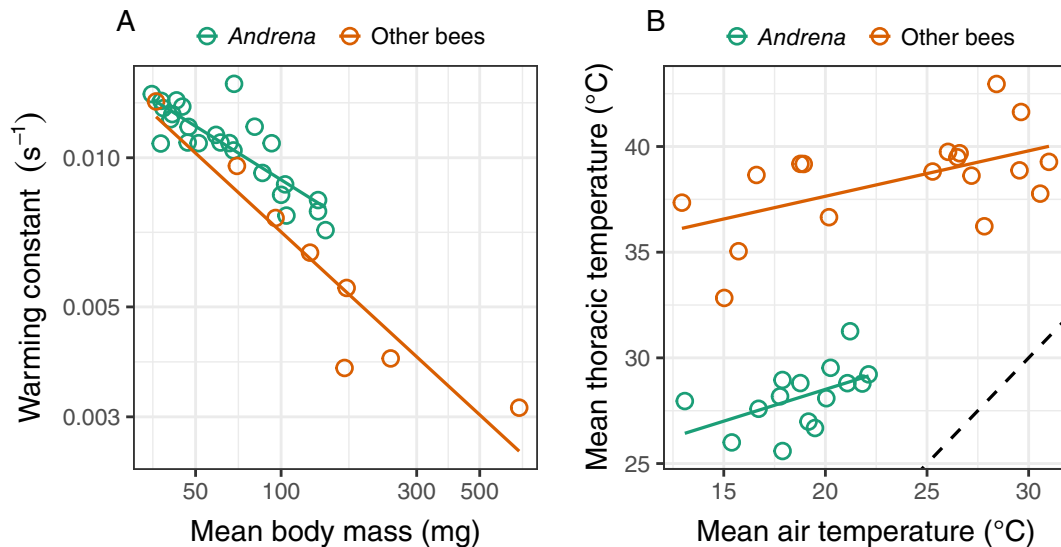 A
Andrena Other bees
Warming constant (s⁻¹)
0.010
0.005
0.003
50 100 300 500
Mean body mass (mg)
B
Andrena Other bees
Mean thoracic temperature (°C)
40
35
30
25
15 20 25 30
Mean air temperature (°C)